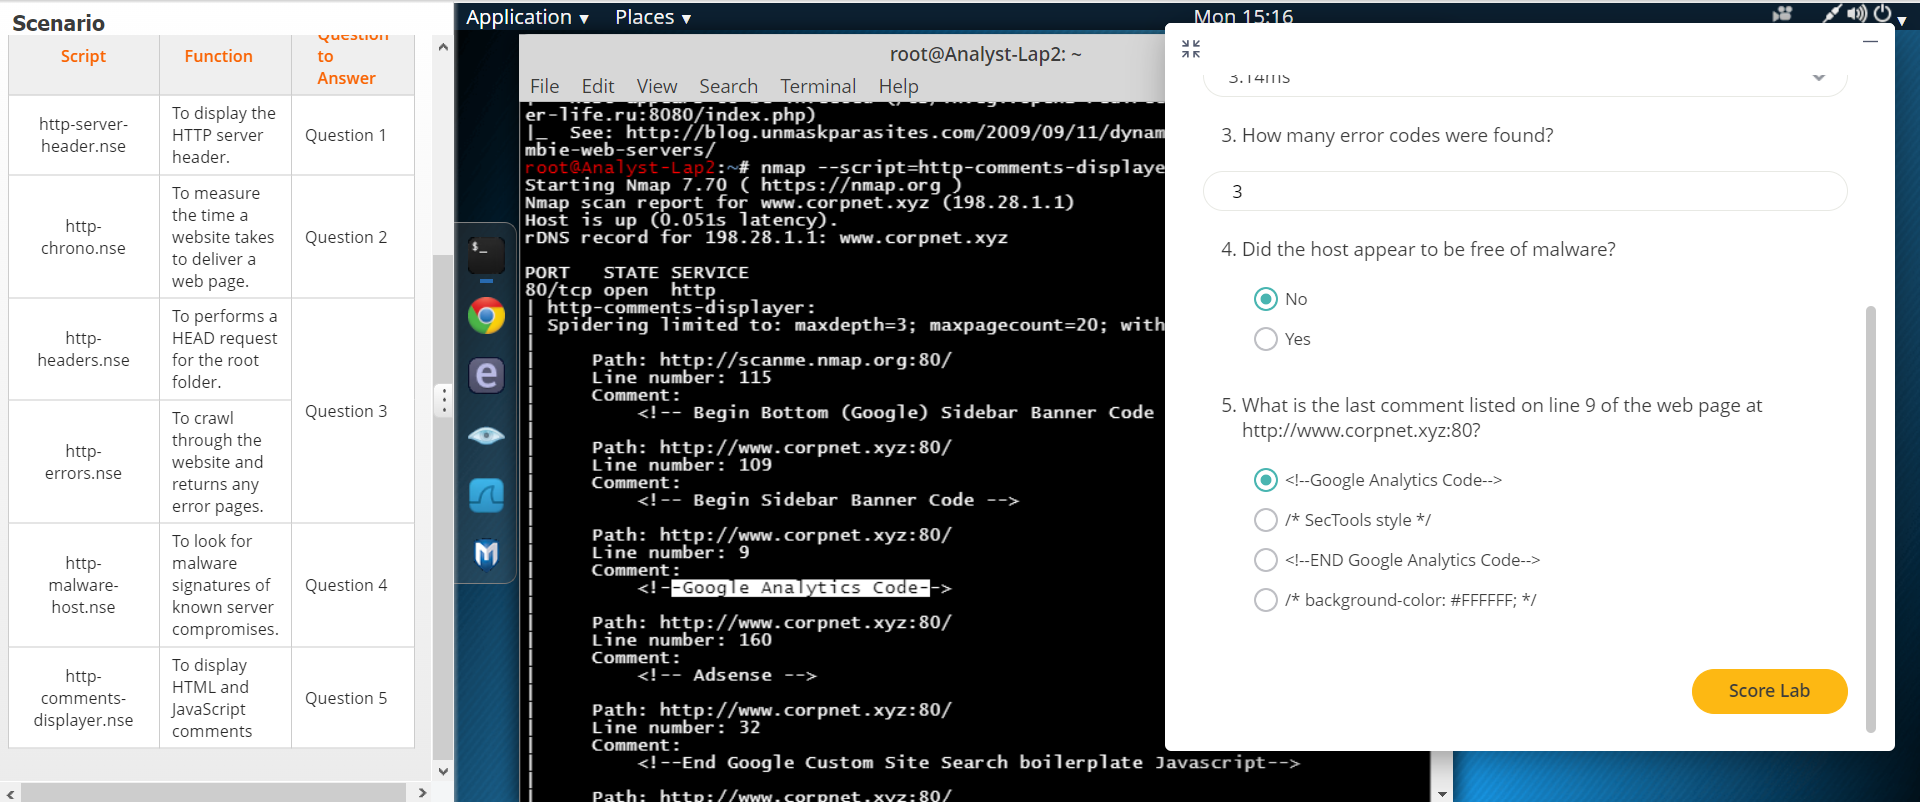 Scenario
Script
Function
Question
to
Answer
http-server-
header.nse
To display the
HTTP server
header.
Question 1
http-
chrono.nse
To measure
the time a
website takes
to deliver a
web page.
Question 2
http-
headers.nse
To performs a
HEAD request
for the root
folder.
Question 3
http-
errors.nse
To crawl
through the
website and
returns any
error pages.
http-
malware-
host.nse
To look for
malware
signatures of
known server
compromises.
Question 4
http-
comments-
displayer.nse
To display
HTML and
JavaScript
comments
Question 5
Application ▾ Places ▾ Mon 15:16
root@Analyst-Lap2: ~
File Edit View Search Terminal Help
er-life.ru:8080/index.php)
|_ See: http://blog.unmaskparasites.com/2009/09/11/dynam
mbie-web-servers/
root@Analyst-Lap2:~# nmap --script=http-comments-displaye
Starting Nmap 7.70 ( https://nmap.org )
Nmap scan report for www.corpnet.xyz (198.28.1.1)
Host is up (0.051s latency).
rDNS record for 198.28.1.1: www.corpnet.xyz
PORT STATE SERVICE
80/tcp open http
| http-comments-displayer:
| Spidering limited to: maxdepth=3; maxpagecount=20; with
|
| Path: http://scanme.nmap.org:80/
| Line number: 115
| Comment:
| <!-- Begin Bottom (Google) Sidebar Banner Code
|
| Path: http://www.corpnet.xyz:80/
| Line number: 109
| Comment:
| <!-- Begin Sidebar Banner Code -->
|
| Path: http://www.corpnet.xyz:80/
| Line number: 9
| Comment:
| <!--Google Analytics Code-->
|
| Path: http://www.corpnet.xyz:80/
| Line number: 160
| Comment:
| <!-- Adsense -->
|
| Path: http://www.corpnet.xyz:80/
| Line number: 32
| Comment:
| <!--End Google Custom Site Search boilerplate Javascript-->
|
| Path: http://www.corpnet.xyz:80/
3.14ms
3. How many error codes were found?
3
4. Did the host appear to be free of malware?
No
Yes
5. What is the last comment listed on line 9 of the web page at
http://www.corpnet.xyz:80?
<!--Google Analytics Code-->
/* SecTools style */
<!--END Google Analytics Code-->
/* background-color: #FFFFFF; */
Score Lab